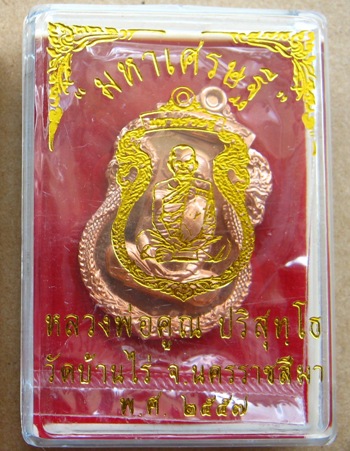 "มหาเศรษฐี"
หลวงพ่อคูณ ปริสุทฺโธ
วัดบ้านไร่ จ.นครราชสีมา
พ.ศ. ๒๕๕๗